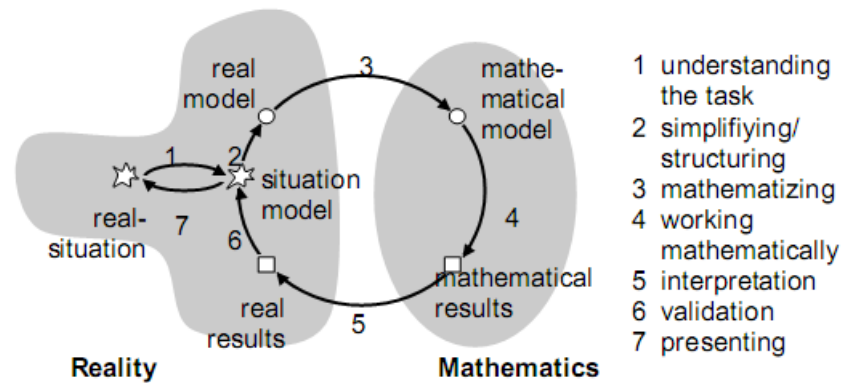 real
model
3
mathe-
matical
model
1
2
situation
model
real-
situation
7
6
4
real
results
5
mathematical
results
Reality
Mathematics
1 understanding
the task
2 simplifiying/
structuring
3 mathematizing
4 working
mathematically
5 interpretation
6 validation
7 presenting